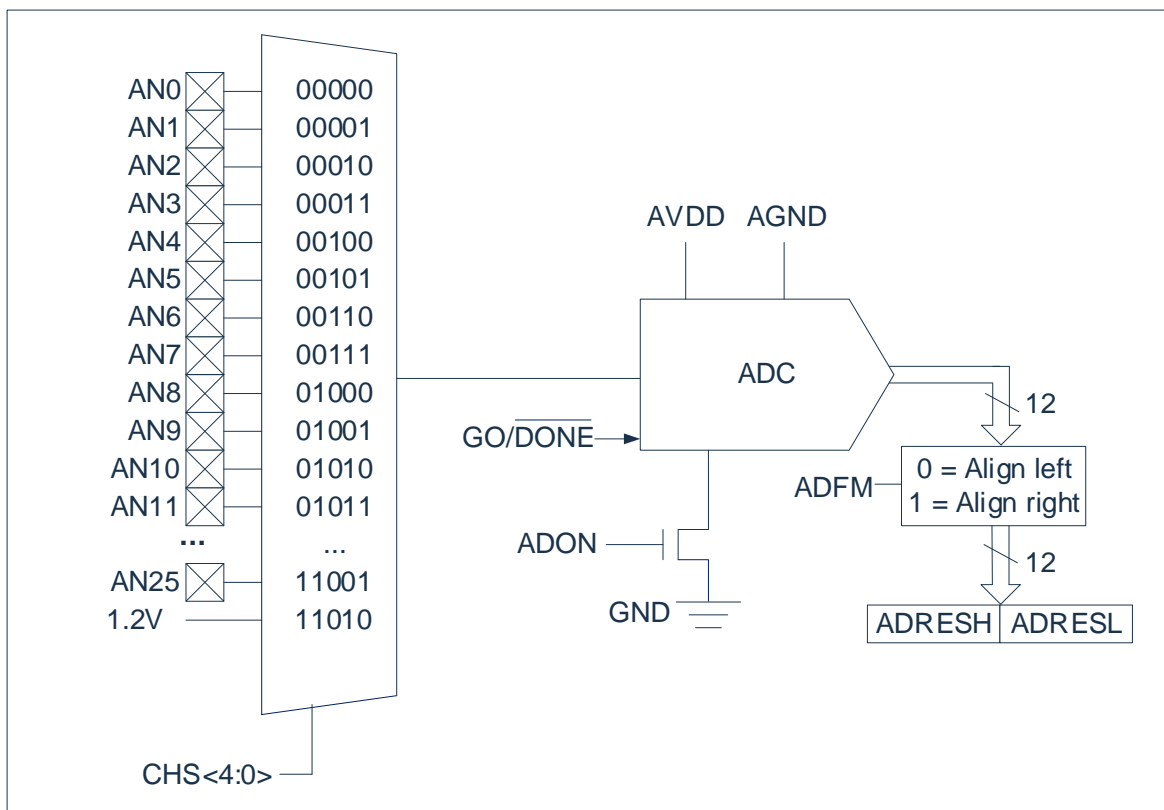 AN0 00000
AN1 00001
AN2 00010
AN3 00011
AN4 00100
AN5 00101
AN6 00110
AN7 00111
AN8 01000
AN9 01001
AN10 01010
AN11 01011
... ...
AN25 11001
1.2V 11010
CHS<4:0>
AVDD AGND
ADC
GO/DONE
ADON
GND
12
ADFM
0 = Align left
1 = Align right
12
ADRESH ADRESL